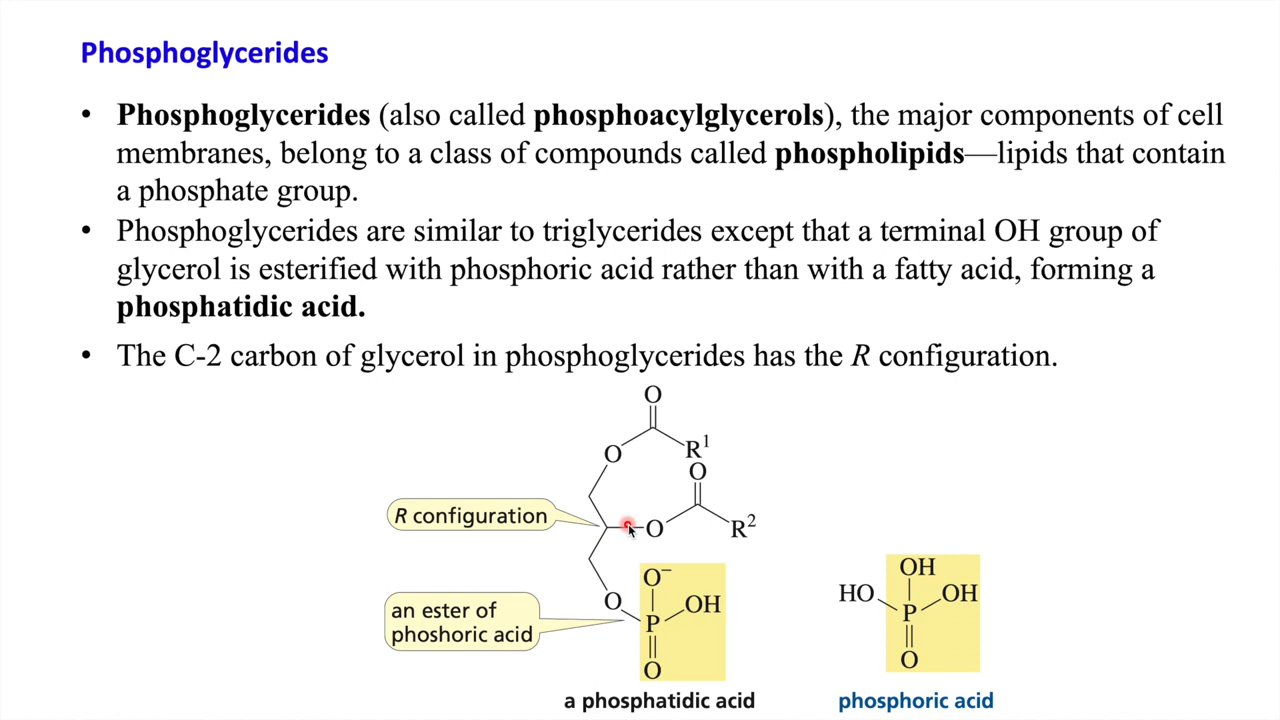 Phosphoglycerides
• Phosphoglycerides (also called phosphoacylglycerols), the major components of cell
membranes, belong to a class of compounds called phospholipids—lipids that contain
a phosphate group.
• Phosphoglycerides are similar to triglycerides except that a terminal OH group of
glycerol is esterified with phosphoric acid rather than with a fatty acid, forming a
phosphatidic acid.
• The C-2 carbon of glycerol in phosphoglycerides has the R configuration.
O
O
R¹
O
R configuration
O
R²
O⁻
O
OH
P
O
an ester of
phoshoric acid
OH
HO
OH
P
O
a phosphatidic acid
phosphoric acid